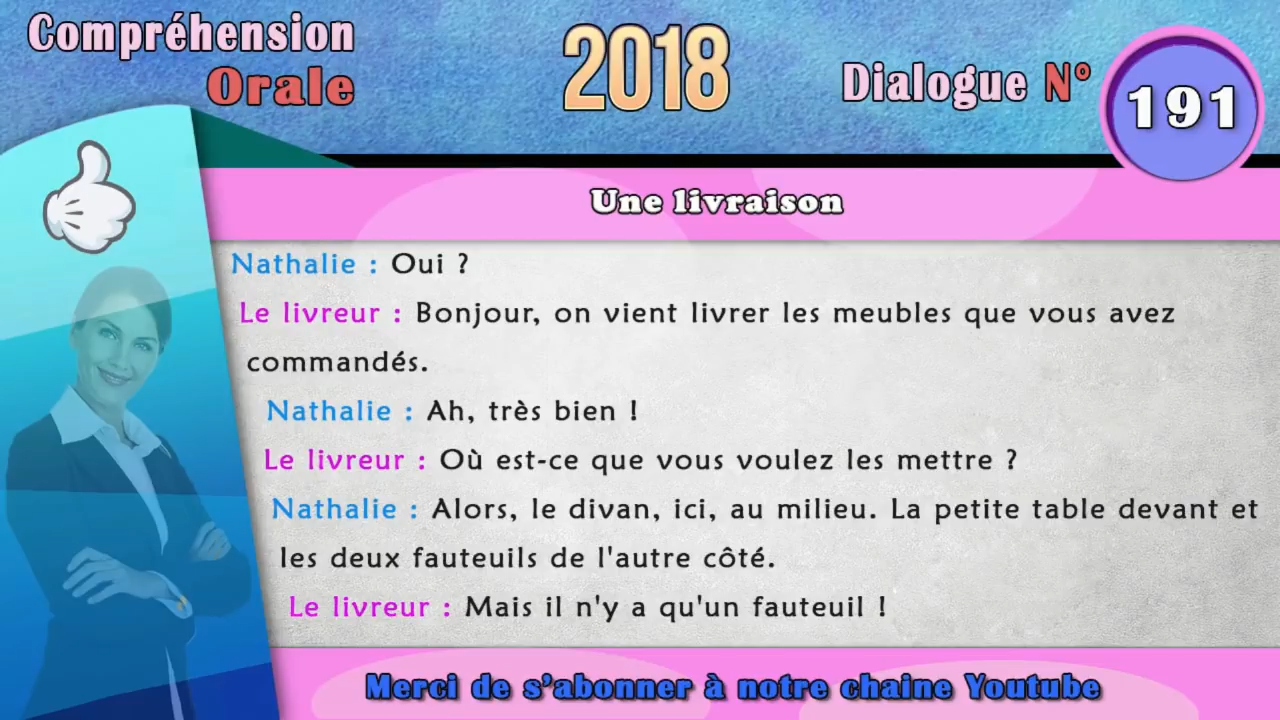 Compréhension
Orale
2018
Dialogue N°
191
Une livraison
Nathalie : Oui ?
Le livreur : Bonjour, on vient livrer les meubles que vous avez
commandés.
Nathalie : Ah, très bien !
Le livreur : Où est-ce que vous voulez les mettre ?
Nathalie : Alors, le divan, ici, au milieu. La petite table devant et
les deux fauteuils de l'autre côté.
Le livreur : Mais il n'y a qu'un fauteuil !
Merci de s'abonner à notre chaine Youtube